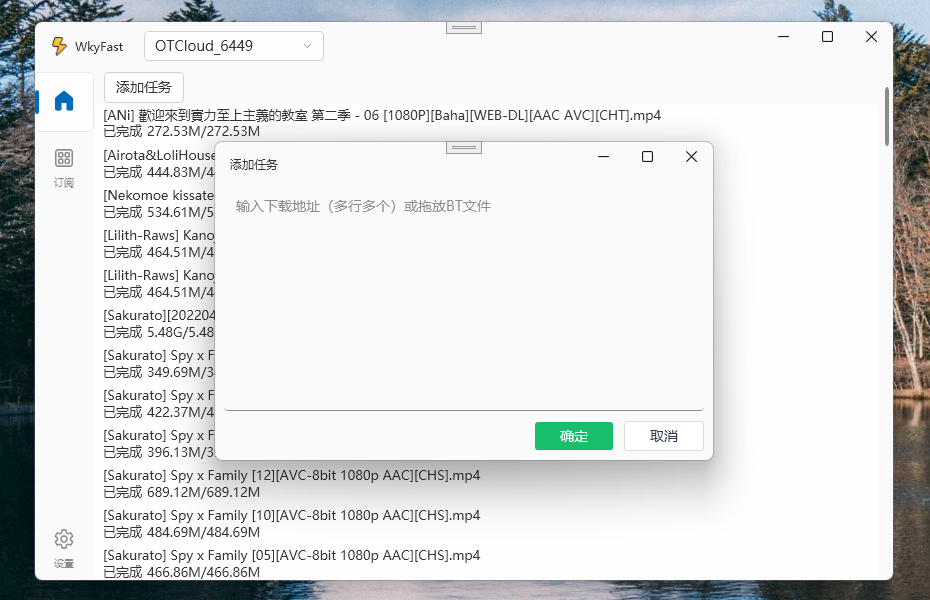 WkyFast
OTCloud_6449
添加任务
[ANi] 歡迎來到實力至上主義的教室 第二季 - 06 [1080P][Baha][WEB-DL][AAC AVC][CHT].mp4
已完成 272.53M/272.53M
[Airota&LoliHouse
已完成 444.83M/4
[Nekomoe kissate
已完成 534.61M/5
[Lilith-Raws] Kanoj
已完成 464.51M/4
[Lilith-Raws] Kanoj
已完成 464.51M/4
[Sakurato][202204
已完成 5.48G/5.48
[Sakurato] Spy x F
已完成 349.69M/34
[Sakurato] Spy x F
已完成 422.37M/4
[Sakurato] Spy x F
已完成 396.13M/3
[Sakurato] Spy x Family [12][AVC-8bit 1080p AAC][CHS].mp4
已完成 689.12M/689.12M
[Sakurato] Spy x Family [10][AVC-8bit 1080p AAC][CHS].mp4
已完成 484.69M/484.69M
[Sakurato] Spy x Family [05][AVC-8bit 1080p AAC][CHS].mp4
已完成 466.86M/466.86M
订阅
设置
添加任务
输入下载地址（多行多个）或拖放BT文件
确定
取消